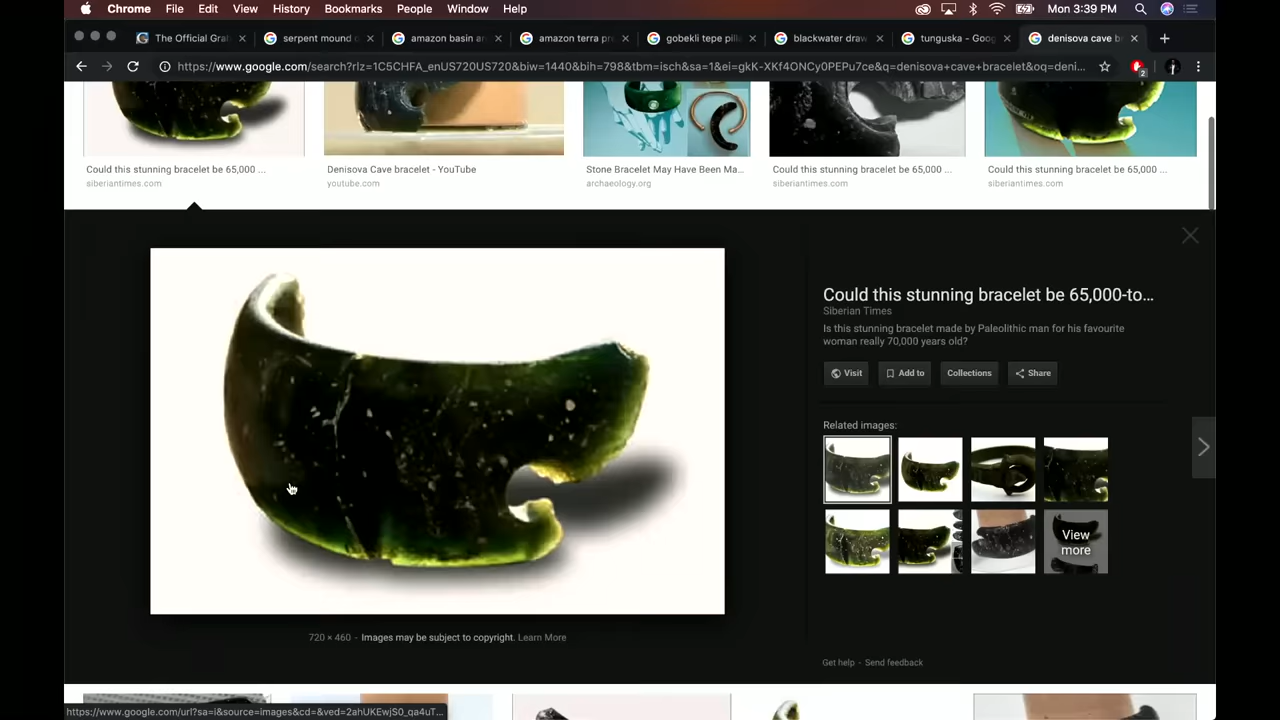 Chrome File Edit View History Bookmarks People Window Help Mon 3:39 PM
The Official Gra
serpent mound
amazon basin an
amazon terra pr
gobekli tepe pill
blackwater draw
tunguska - Goo
denisova cave b
https://www.google.com/search?rlz=1C5CHFA_enUS720US720&biw=1440&bih=798&tbm=isch&sa=1&ei=gkK-XKf4ONCy0PEPu7ce&q=denisova+cave+bracelet&oq=deni...
2
Could this stunning bracelet be 65,000 ...
siberiantimes.com
Denisova Cave bracelet - YouTube
youtube.com
Stone Bracelet May Have Been Ma...
archaeology.org
Could this stunning bracelet be 65,000 ...
siberiantimes.com
Could this stunning bracelet be 65,000 ...
siberiantimes.com
Could this stunning bracelet be 65,000-to...
Siberian Times
Is this stunning bracelet made by Paleolithic man for his favourite
woman really 70,000 years old?
Visit
Add to
Collections
Share
Related images:
View
more
720 × 460 - Images may be subject to copyright. Learn More
Get help - Send feedback
https://www.google.com/url?sa=i&source=images&cd=&ved=2ahUKEwjS0_qa4uT...